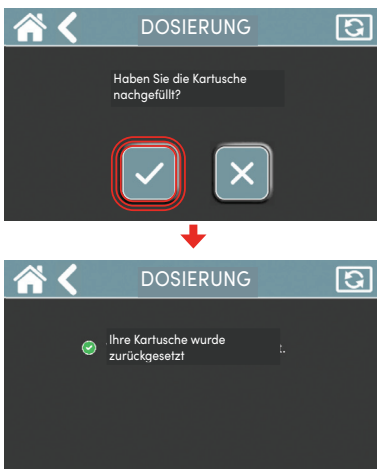 DOSIERUNG
Haben Sie die Kartusche
nachgefüllt?
DOSIERUNG
Ihre Kartusche wurde
zurückgesetzt